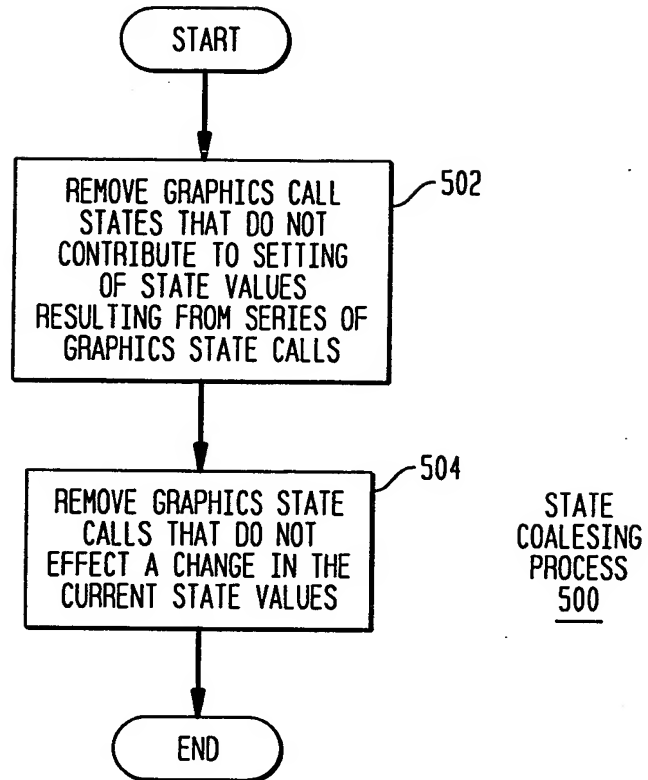 START
REMOVE GRAPHICS CALL
STATES THAT DO NOT
CONTRIBUTE TO SETTING
OF STATE VALUES
RESULTING FROM SERIES OF
GRAPHICS STATE CALLS
502
REMOVE GRAPHICS STATE
CALLS THAT DO NOT
EFFECT A CHANGE IN THE
CURRENT STATE VALUES
504
STATE
COALESING
PROCESS
500
END